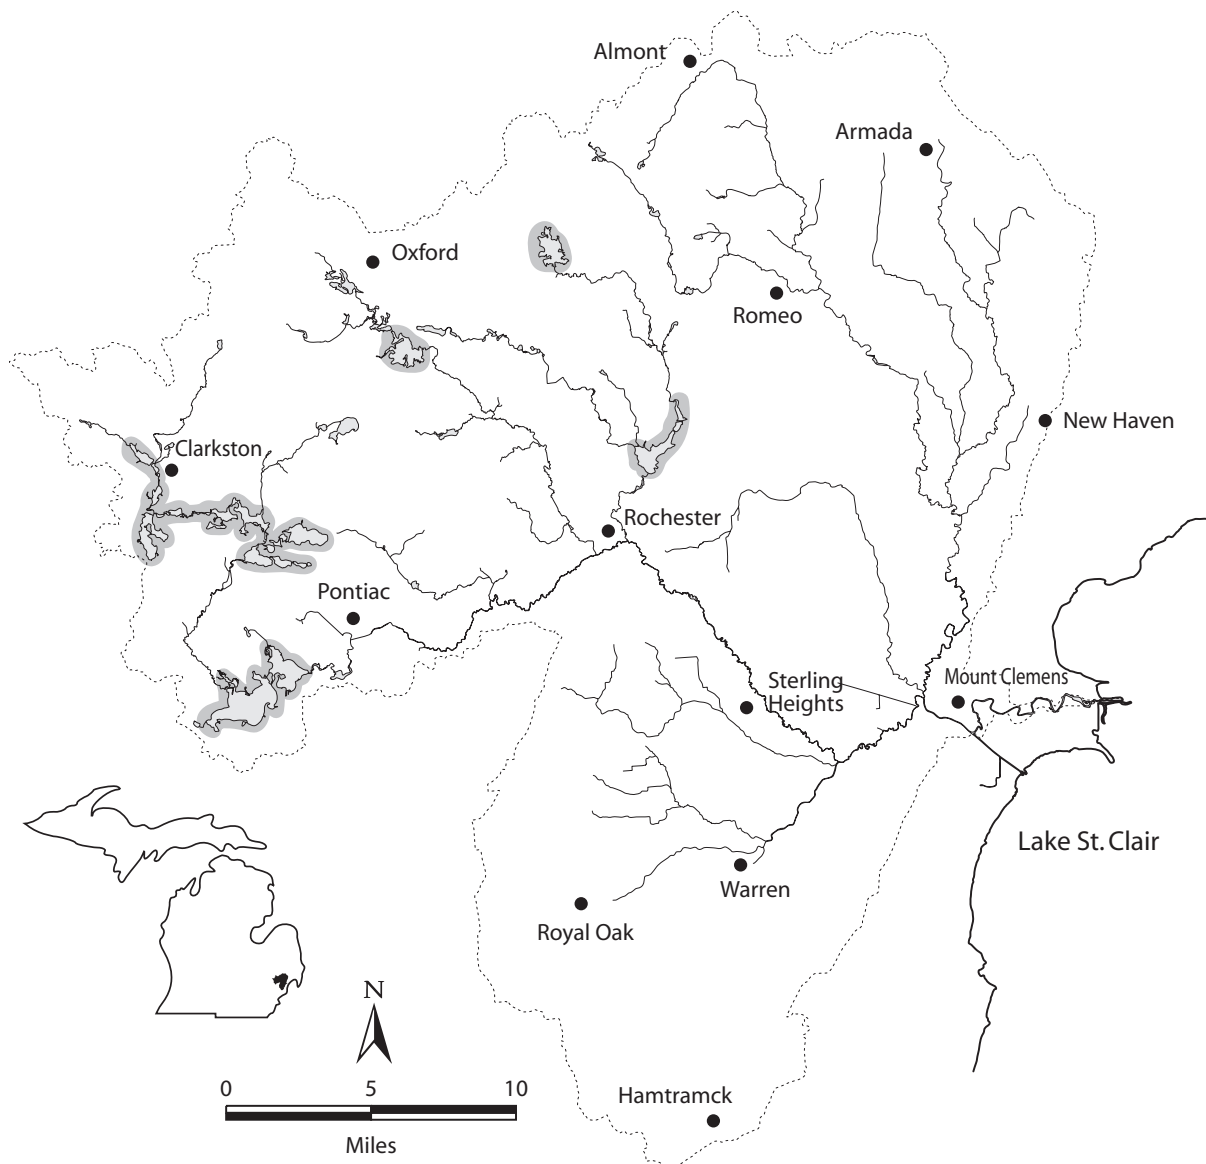 Almont
Armada
Oxford
Romeo
New Haven
Clarkston
Rochester
Pontiac
Mount Clemens
Sterling
Heights
Lake St. Clair
Warren
Royal Oak
N
0 5 10
Miles
Hamtramck